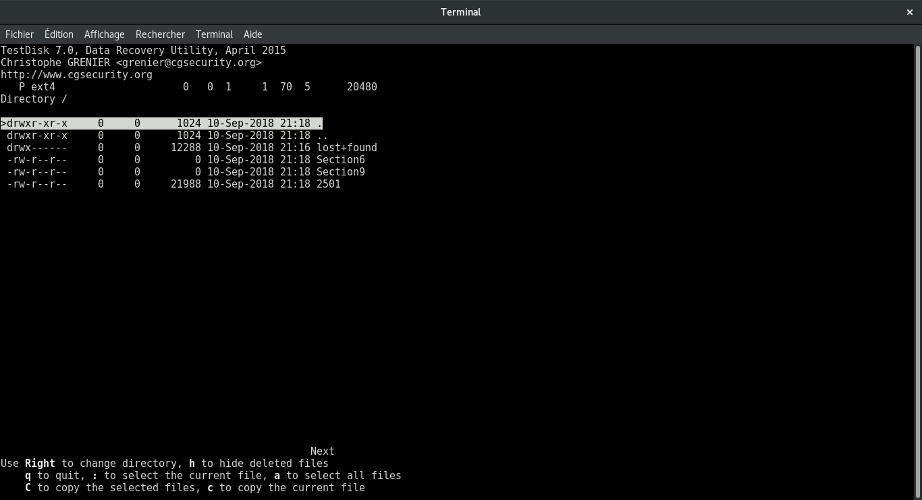 Terminal
Fichier Édition Affichage Rechercher Terminal Aide
TestDisk 7.0, Data Recovery Utility, April 2015
Christophe GRENIER <grenier@cgsecurity.org>
http://www.cgsecurity.org
   P ext4                     0   0  1     1  70  5      20480
Directory /
>drwxr-xr-x     0     0      1024 10-Sep-2018 21:18 .
 drwxr-xr-x     0     0      1024 10-Sep-2018 21:18 ..
 drwx------     0     0     12288 10-Sep-2018 21:16 lost+found
 -rw-r--r--     0     0         0 10-Sep-2018 21:18 Section6
 -rw-r--r--     0     0         0 10-Sep-2018 21:18 Section9
 -rw-r--r--     0     0     21988 10-Sep-2018 21:18 2501
                                                   Next
Use Right to change directory, h to hide deleted files
    q to quit, : to select the current file, a to select all files
    C to copy the selected files, c to copy the current file